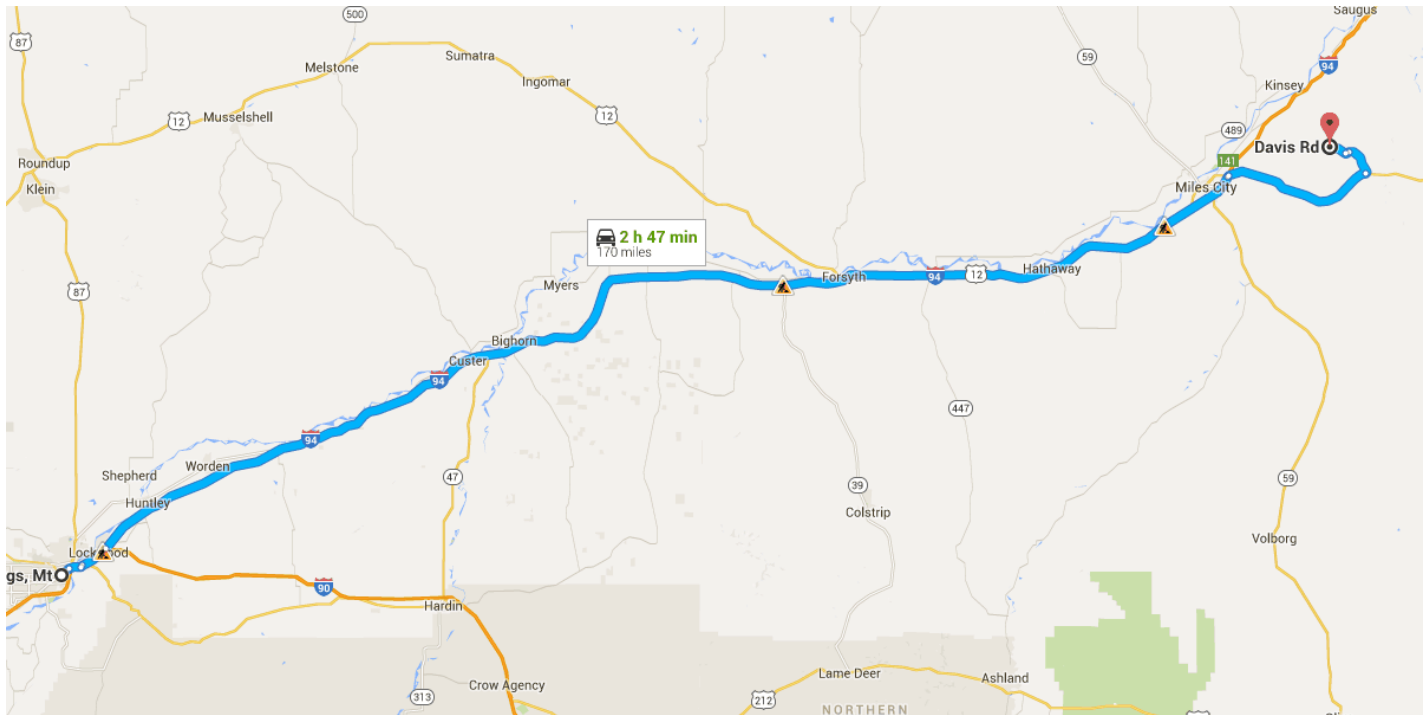 Saugus
500
87
Melstone
Sumatra
Ingomar
59
94
Kinsey
Musselshell
12
12
489
Davis Rd
Roundup
Klein
141
Miles City
2 h 47 min
170 miles
87
Myers
Forsyth
94
12
Hathaway
Bighorn
Custer
94
447
94
Worden
Shepherd
47
39
59
Huntley
Colstrip
Volborg
Lockwood
gs, Mt
90
Hardin
Lame Deer
Ashland
Crow Agency
313
212
NORTHERN